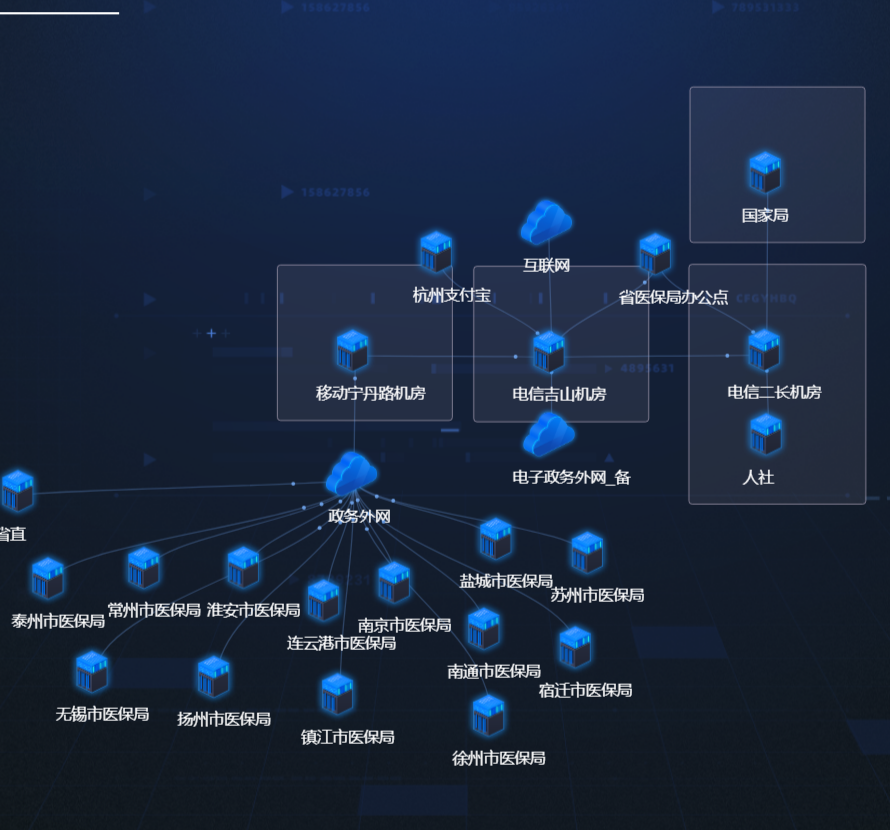 158627856
789531533
158627856
国家局
互联网
杭州支付宝
省医保局办公点
CFGYHBQ
4895631
移动宁丹路机房
电信吉山机房
电信二长机房
电子政务外网_备
人社
政务外网
省直
盐城市医保局
苏州市医保局
泰州市医保局
常州市医保局
淮安市医保局
南京市医保局
连云港市医保局
南通市医保局
宿迁市医保局
无锡市医保局
扬州市医保局
镇江市医保局
徐州市医保局